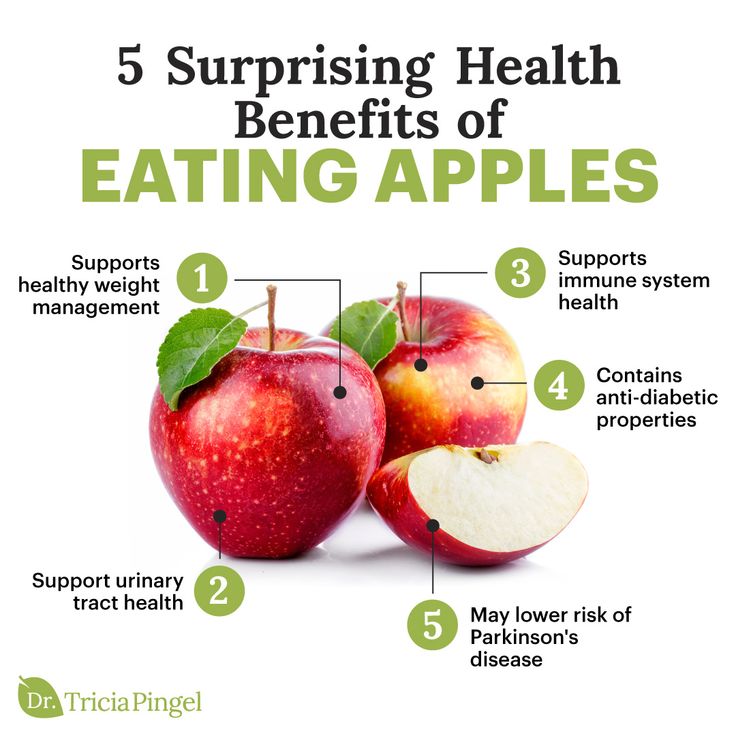 5 Surprising Health
Benefits of
EATING APPLES
1
Supports
healthy weight
management
2
Support urinary
tract health
3
Supports
immune system
health
4
Contains
anti-diabetic
properties
5
May lower risk of
Parkinson's
disease
Dr. Tricia Pingel